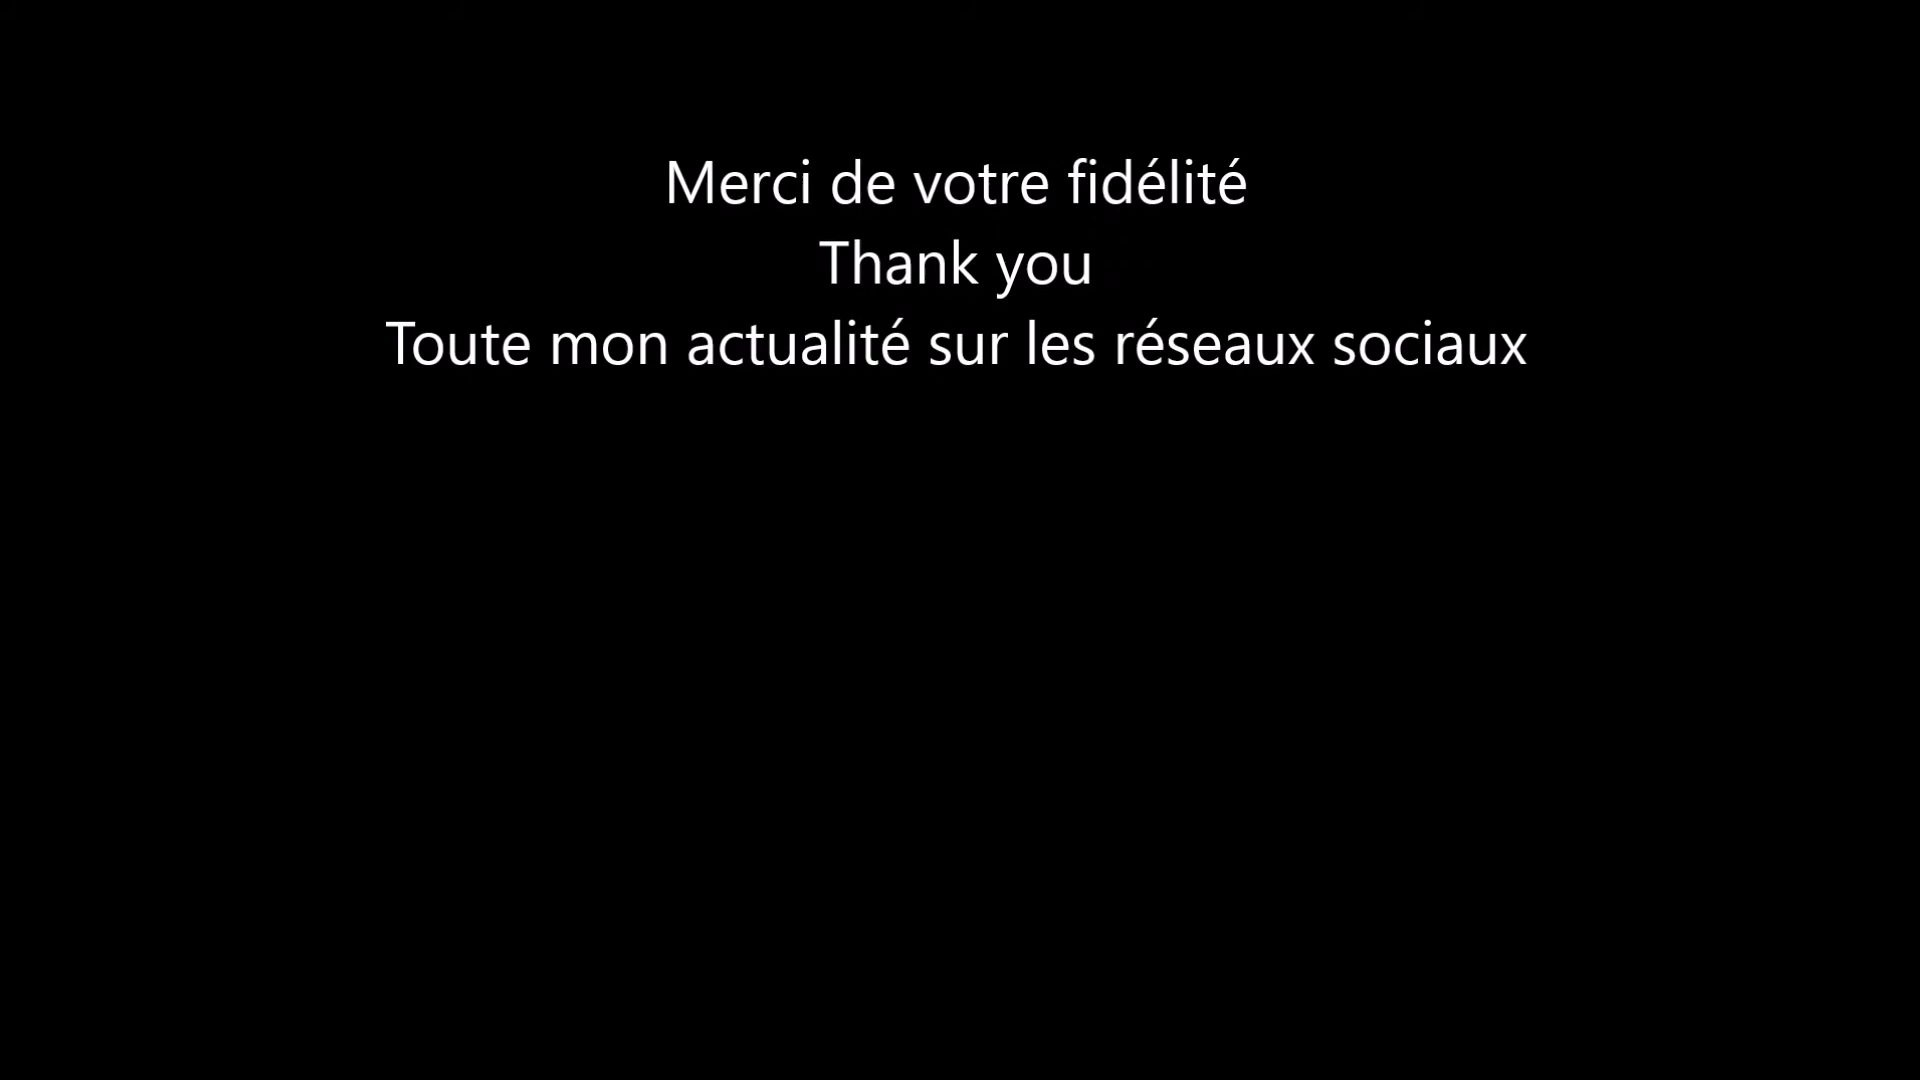 Merci de votre fidélité
Thank you
Toute mon actualité sur les réseaux sociaux